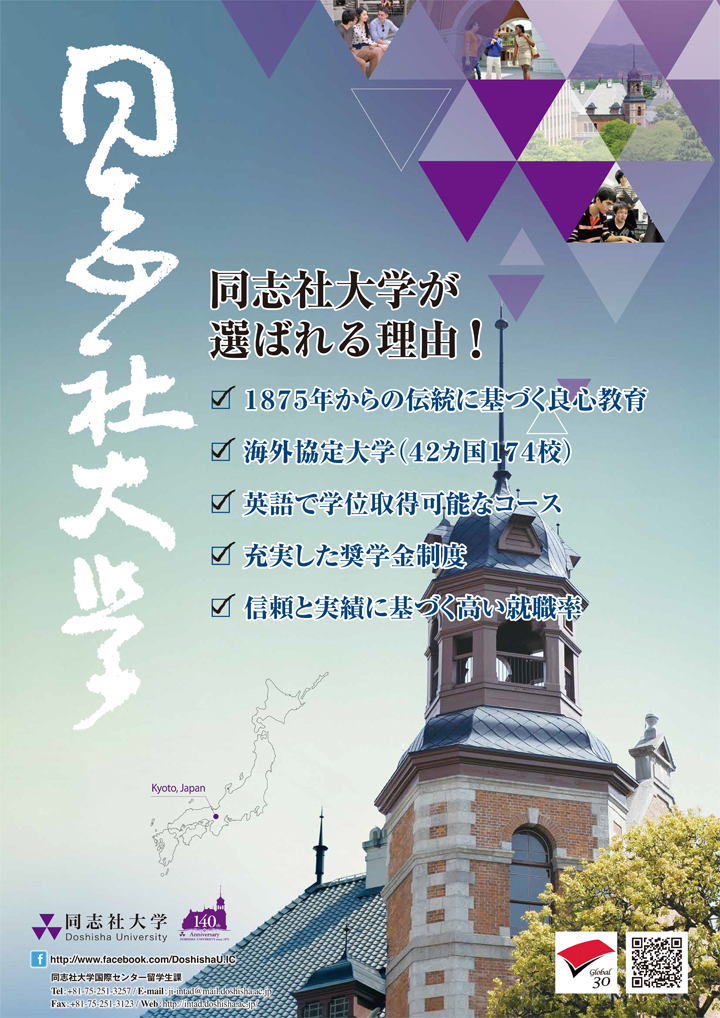 同志社大学
同志社大学が
選ばれる理由！
1875年からの伝統に基づく良心教育
海外協定大学（42カ国174校）
英語で学位取得可能なコース
充実した奨学金制度
信頼と実績に基づく高い就職率
Kyoto, Japan
同志社大学
Doshisha University
140th
Anniversary
DOSHISHA UNIVERSITY since 1875
http://www.facebook.com/DoshishaU.IC
同志社大学国際センター留学生課
Tel: +81-75-251-3257 / E-mail: ji-intad@mail.doshisha.ac.jp
Fax: +81-75-251-3123 / Web: http://intad.doshisha.ac.jp/
Global
30